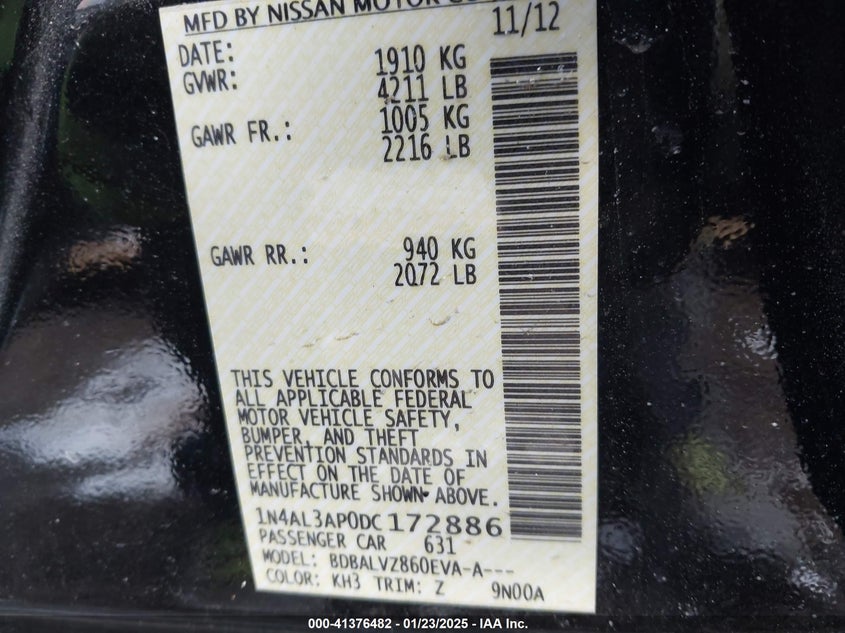 MFD BY NISSAN MOTOR CO
DATE: 11/12
GVWR: 1910 KG
4211 LB
GAWR FR.: 1005 KG
2216 LB
GAWR RR.: 940 KG
2072 LB
THIS VEHICLE CONFORMS TO
ALL APPLICABLE FEDERAL
MOTOR VEHICLE SAFETY,
BUMPER, AND THEFT
PREVENTION STANDARDS IN
EFFECT ON THE DATE OF
MANUFACTURE SHOWN ABOVE.
1N4AL3AP0DC172886
PASSENGER CAR 631
MODEL: BDBALVZ860EVA-A---
COLOR: KH3 TRIM: Z 9N00A
000-41376482 - 01/23/2025 - IAA Inc.